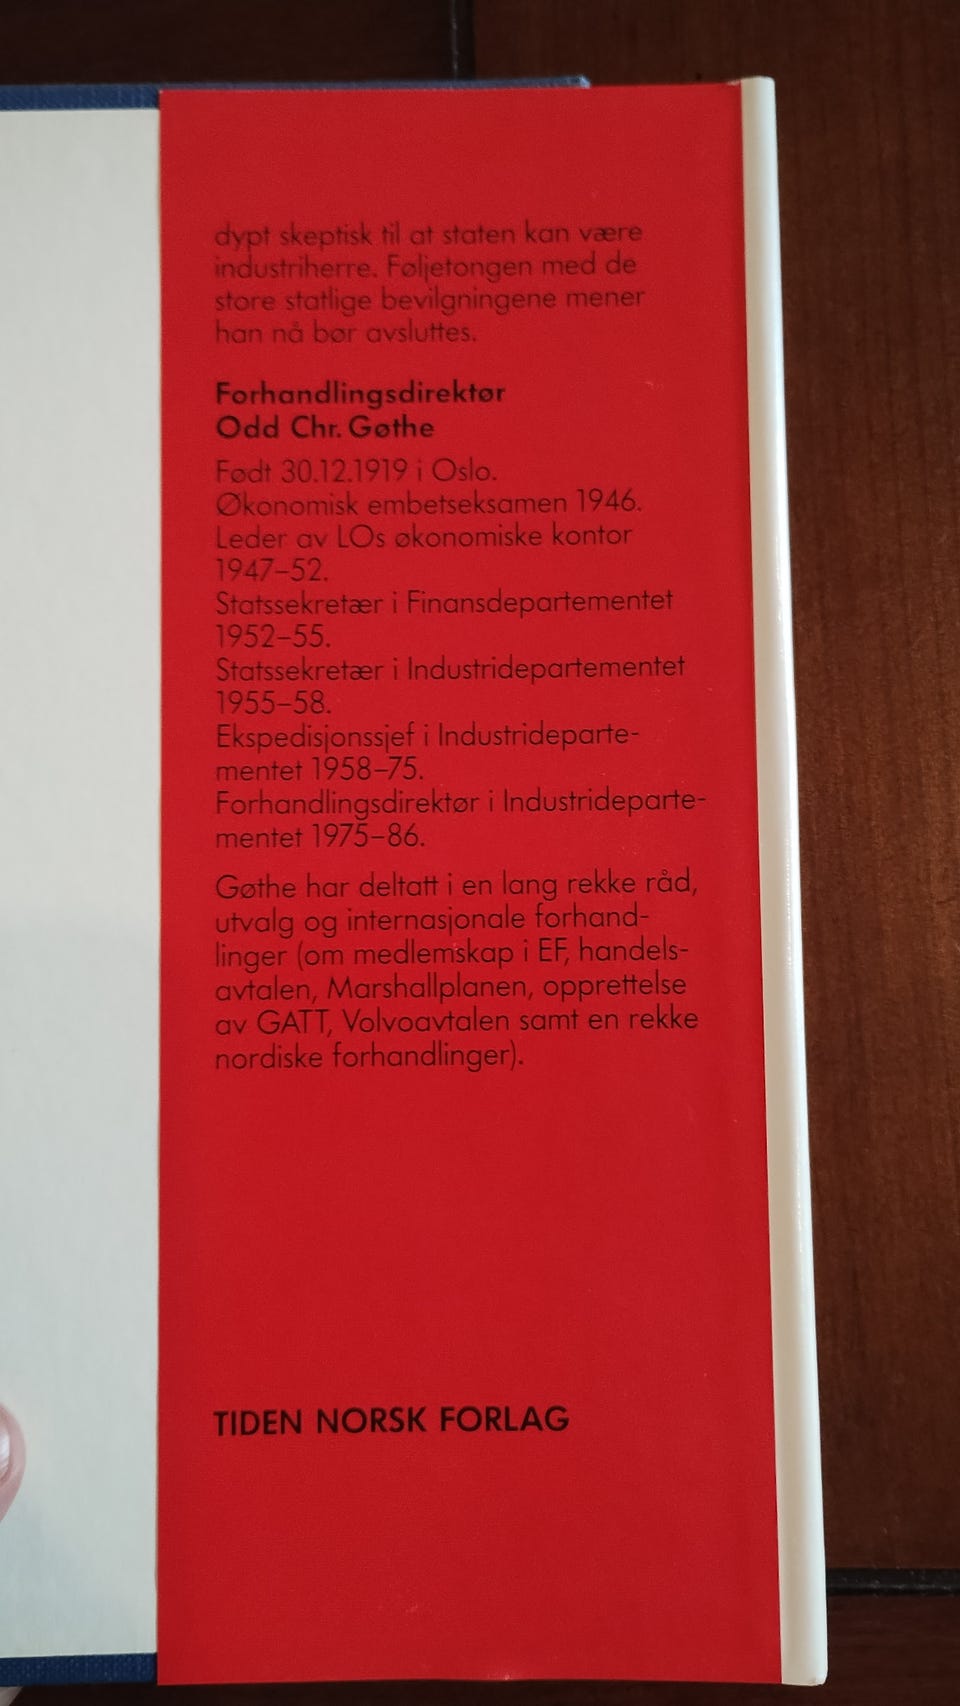 dypt skeptisk til at staten kan være
industriherre. Føljetongen med de
store statlige bevilgningene mener
han nå bør avsluttes.
Forhandlingsdirektør
Odd Chr. Gøthe
Født 30.12.1919 i Oslo.
Økonomisk embetseksamen 1946.
Leder av LOs økonomiske kontor
1947–52.
Statssekretær i Finansdepartementet
1952–55.
Statssekretær i Industridepartementet
1955–58.
Ekspedisjonssjef i Industrideparte-
mentet 1958–75.
Forhandlingsdirektør i Industrideparte-
mentet 1975–86.
Gøthe har deltatt i en lang rekke råd,
utvalg og internasjonale forhand-
linger (om medlemskap i EF, handels-
avtalen, Marshallplanen, opprettelse
av GATT, Volvoavtalen samt en rekke
nordiske forhandlinger).
TIDEN NORSK FORLAG